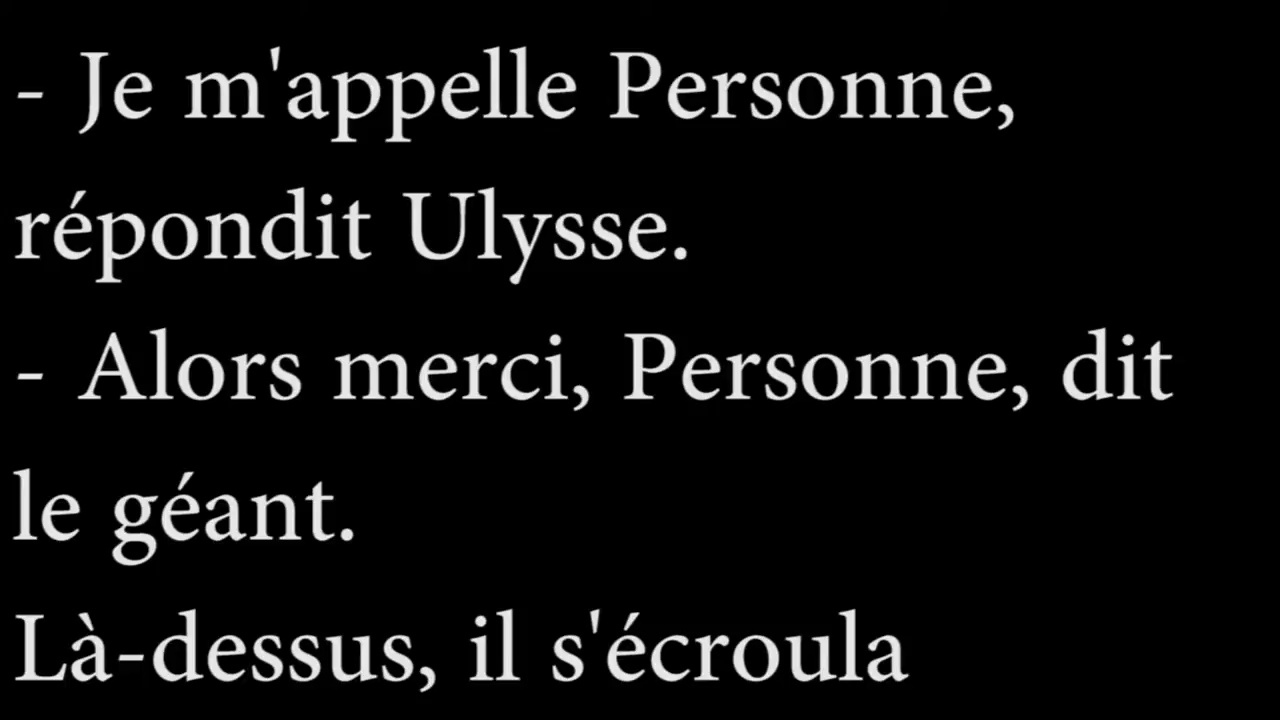 - Je m'appelle Personne,
répondit Ulysse.
- Alors merci, Personne, dit
le géant.
Là-dessus, il s'écroula